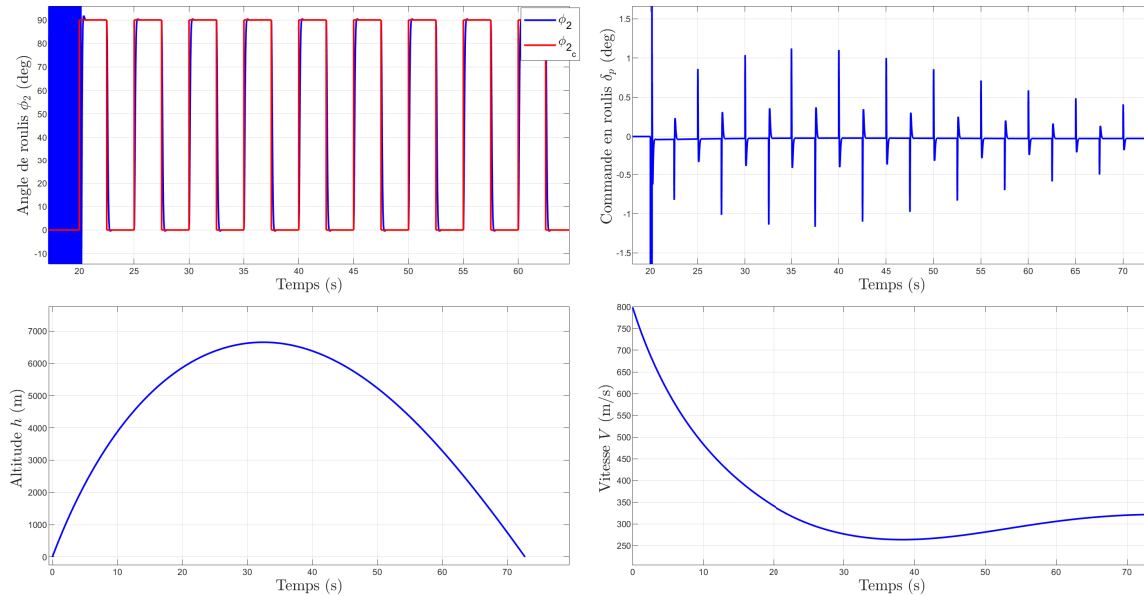 Angle de roulis ϕ₂ (deg)
90
80
70
60
50
40
30
20
10
0
-10
20 25 30 35 40 45 50 55 60
Temps (s)
ϕ₂
ϕ₂c
Commande en roulis δₚ (deg)
1.5
1
0.5
0
-0.5
-1
-1.5
20 25 30 35 40 45 50 55 60 65 70
Temps (s)
Altitude h (m)
7000
6000
5000
4000
3000
2000
1000
0
0 10 20 30 40 50 60 70
Temps (s)
Vitesse V (m/s)
800
750
700
650
600
550
500
450
400
350
300
250
0 10 20 30 40 50 60 70
Temps (s)